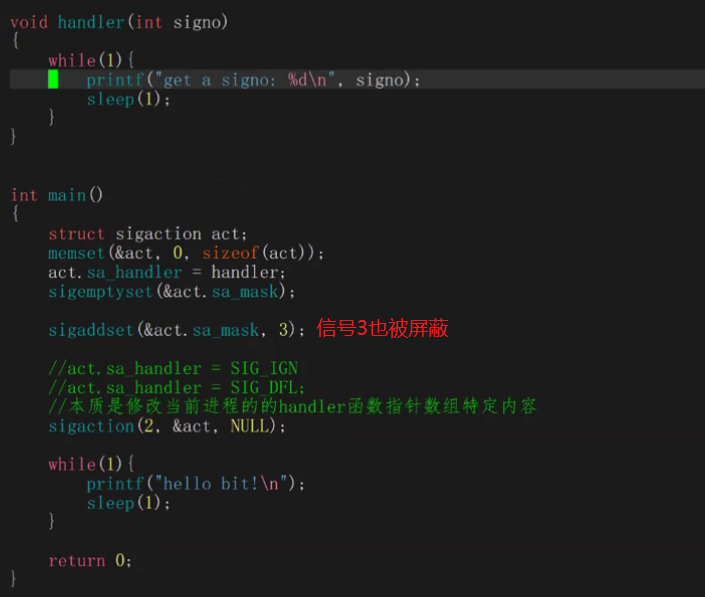 void handler(int signo)
{
    while(1){
        printf("get a signo: %d\n", signo);
        sleep(1);
    }
}
int main()
{
    struct sigaction act;
    memset(&act, 0, sizeof(act));
    act.sa_handler = handler;
    sigemptyset(&act.sa_mask);
    sigaddset(&act.sa_mask, 3); 信号3也被屏蔽
    //act.sa_handler = SIG_IGN
    //act.sa_handler = SIG_DFL;
    //本质是修改当前进程的的handler函数指针数组特定内容
    sigaction(2, &act, NULL);
    while(1){
        printf("hello bit!\n");
        sleep(1);
    }
    return 0;
}